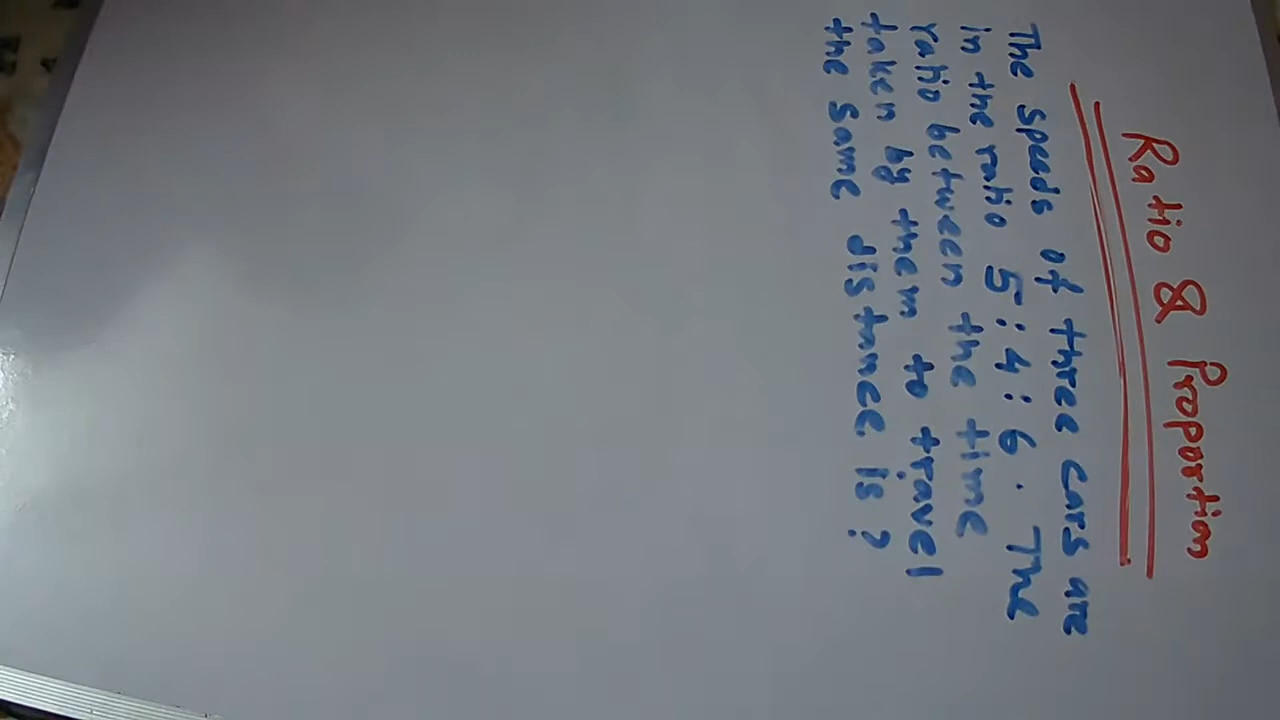 Ratio & Proportion
The speeds of three cars are
in the ratio 5:4:6. The
ratio between the time
taken by them to travel
the same distance is?